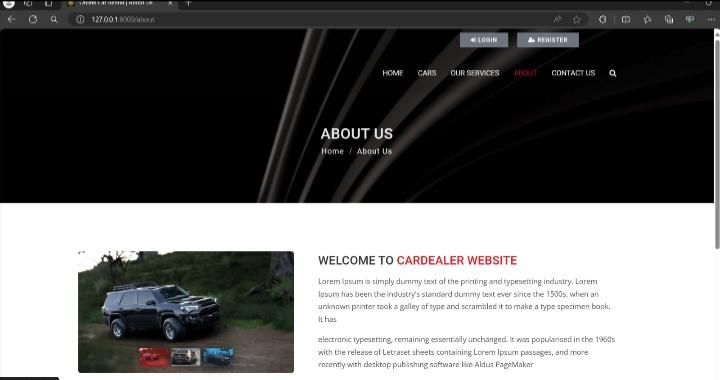 127.0.0.1:8000/about
LOGIN
REGISTER
HOME CARS OUR SERVICES ABOUT CONTACT US
ABOUT US
Home / About Us
WELCOME TO CARDEALER WEBSITE
Lorem Ipsum is simply dummy text of the printing and typesetting industry. Lorem
Ipsum has been the industry's standard dummy text ever since the 1500s, when an
unknown printer took a galley of type and scrambled it to make a type specimen book.
It has
electronic typesetting, remaining essentially unchanged. It was popularised in the 1960s
with the release of Letraset sheets containing Lorem Ipsum passages, and more
recently with desktop publishing software like Aldus PageMaker